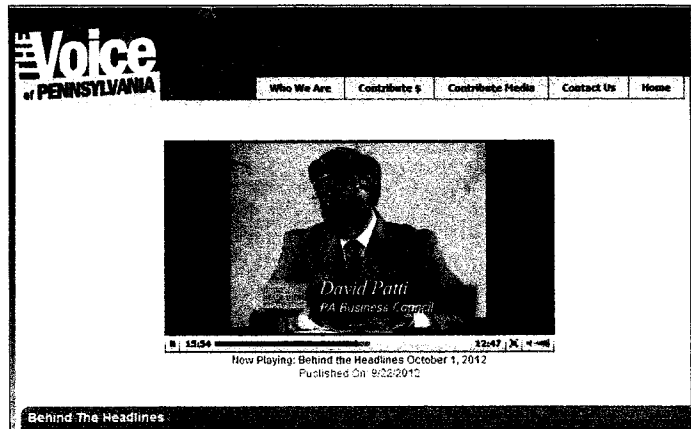 THE Voice
of PENNSYLVANIA
Who We Are Contribute $ Contribute Media Contact Us Home
David Patti
PA Business Council
15:54 12:47
Now Playing: Behind the Headlines October 1, 2012
Published On: 9/22/2012
Behind The Headlines